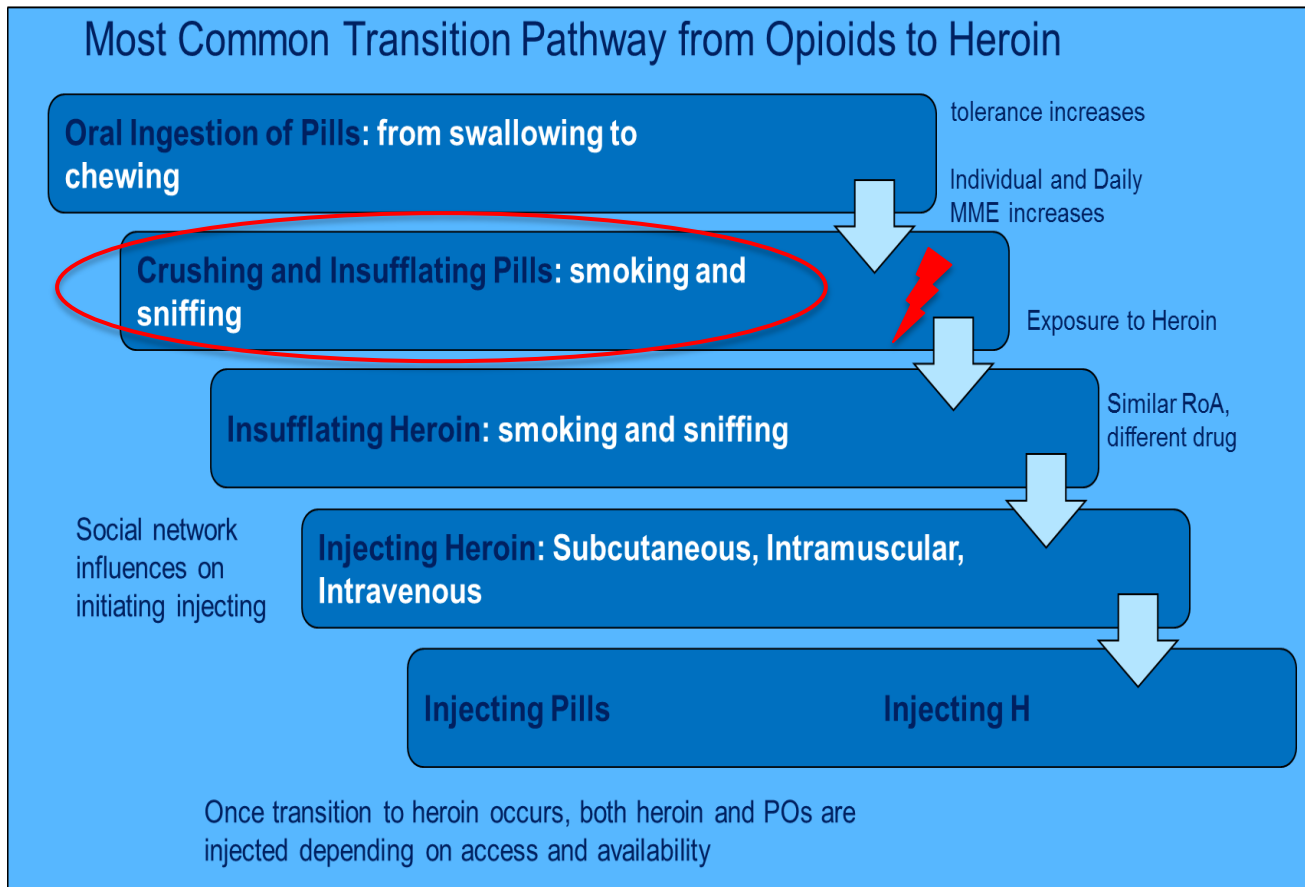 Most Common Transition Pathway from Opioids to Heroin
Oral Ingestion of Pills: from swallowing to
chewing
tolerance increases
Individual and Daily
MME increases
Crushing and Insufflating Pills: smoking and
sniffing
Exposure to Heroin
Insufflating Heroin: smoking and sniffing
Similar RoA,
different drug
Social network
influences on
initiating injecting
Injecting Heroin: Subcutaneous, Intramuscular,
Intravenous
Injecting Pills
Injecting H
Once transition to heroin occurs, both heroin and POs are
injected depending on access and availability